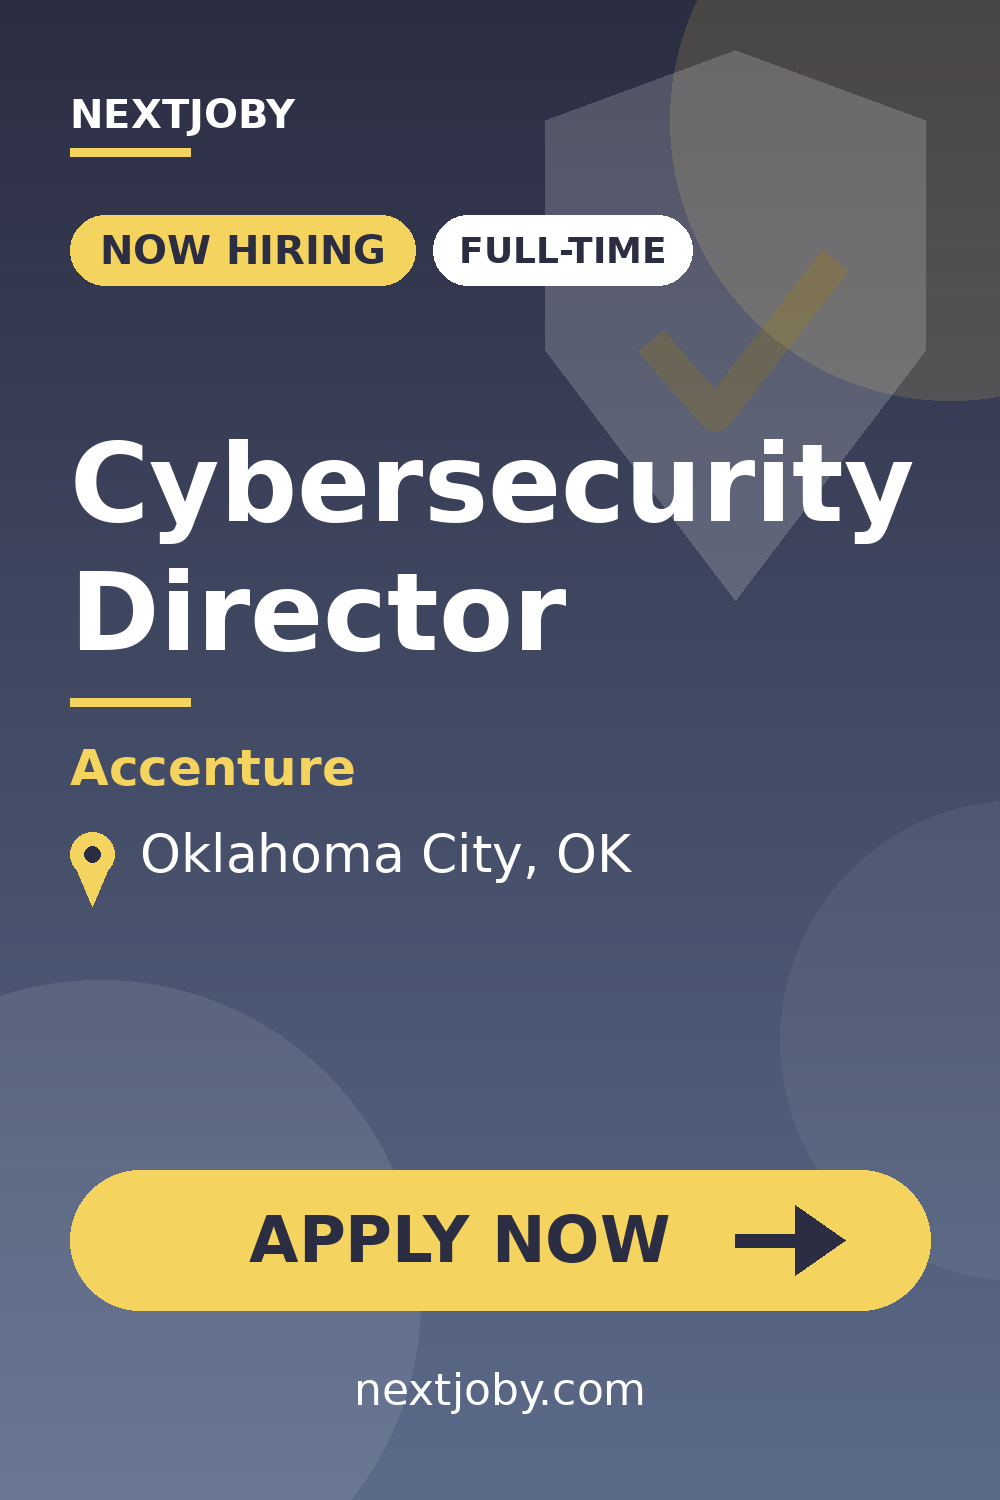 NEXTJOBY
NOW HIRING
FULL-TIME
Cybersecurity
Director
Accenture
Oklahoma City, OK
APPLY NOW
nextjoby.com